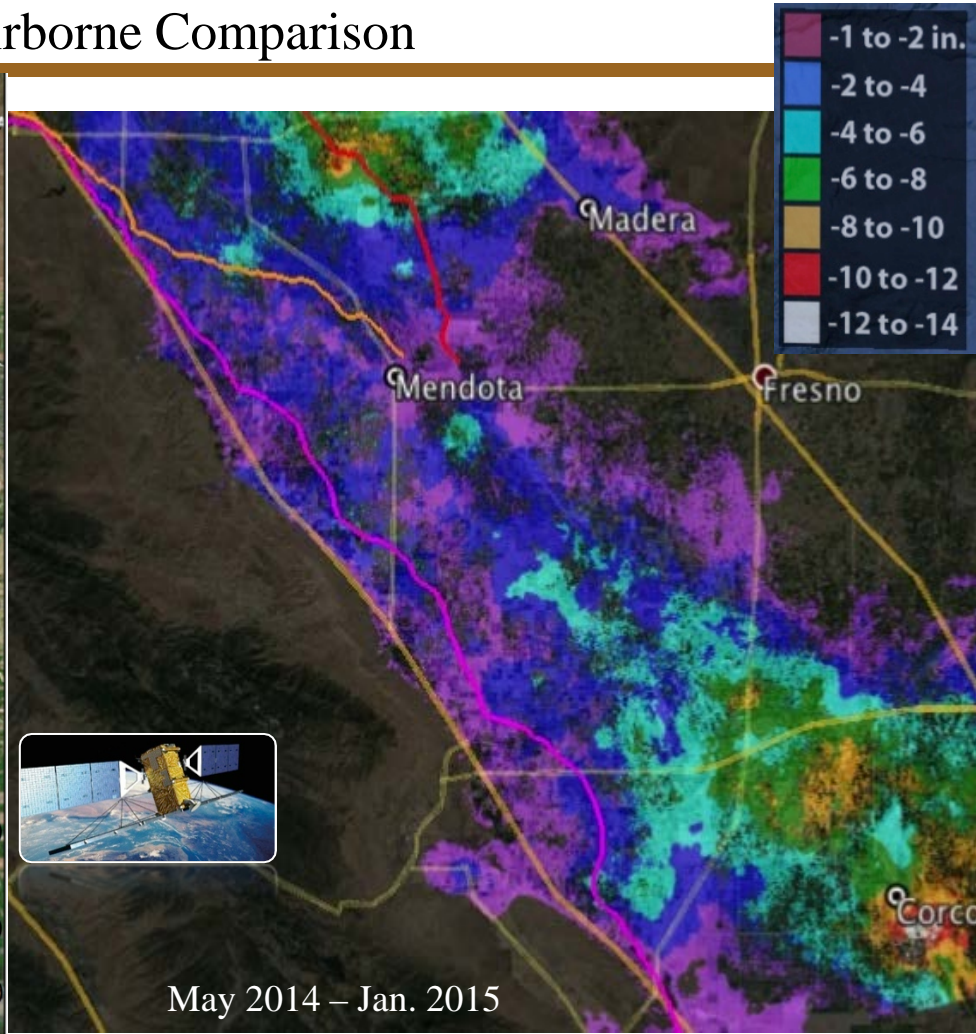 rborne Comparison
-1 to -2 in.
-2 to -4
-4 to -6
-6 to -8
-8 to -10
-10 to -12
-12 to -14
Madera
Mendota
Fresno
Corco
May 2014 – Jan. 2015